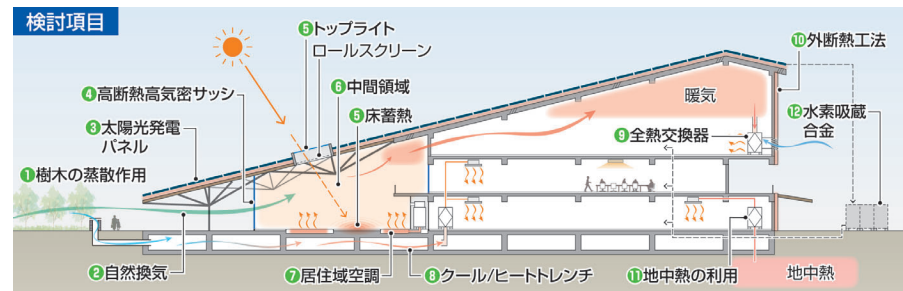 検討項目
❺トップライト
ロールスクリーン
❿外断熱工法
❹高断熱高気密サッシ
❻中間領域
暖気
❺床蓄熱
⓬水素吸蔵
合金
❸太陽光発電
パネル
❾全熱交換器
❶樹木の蒸散作用
❷自然換気
❼居住域空調
❽クール/ヒートトレンチ
⓫地中熱の利用
地中熱